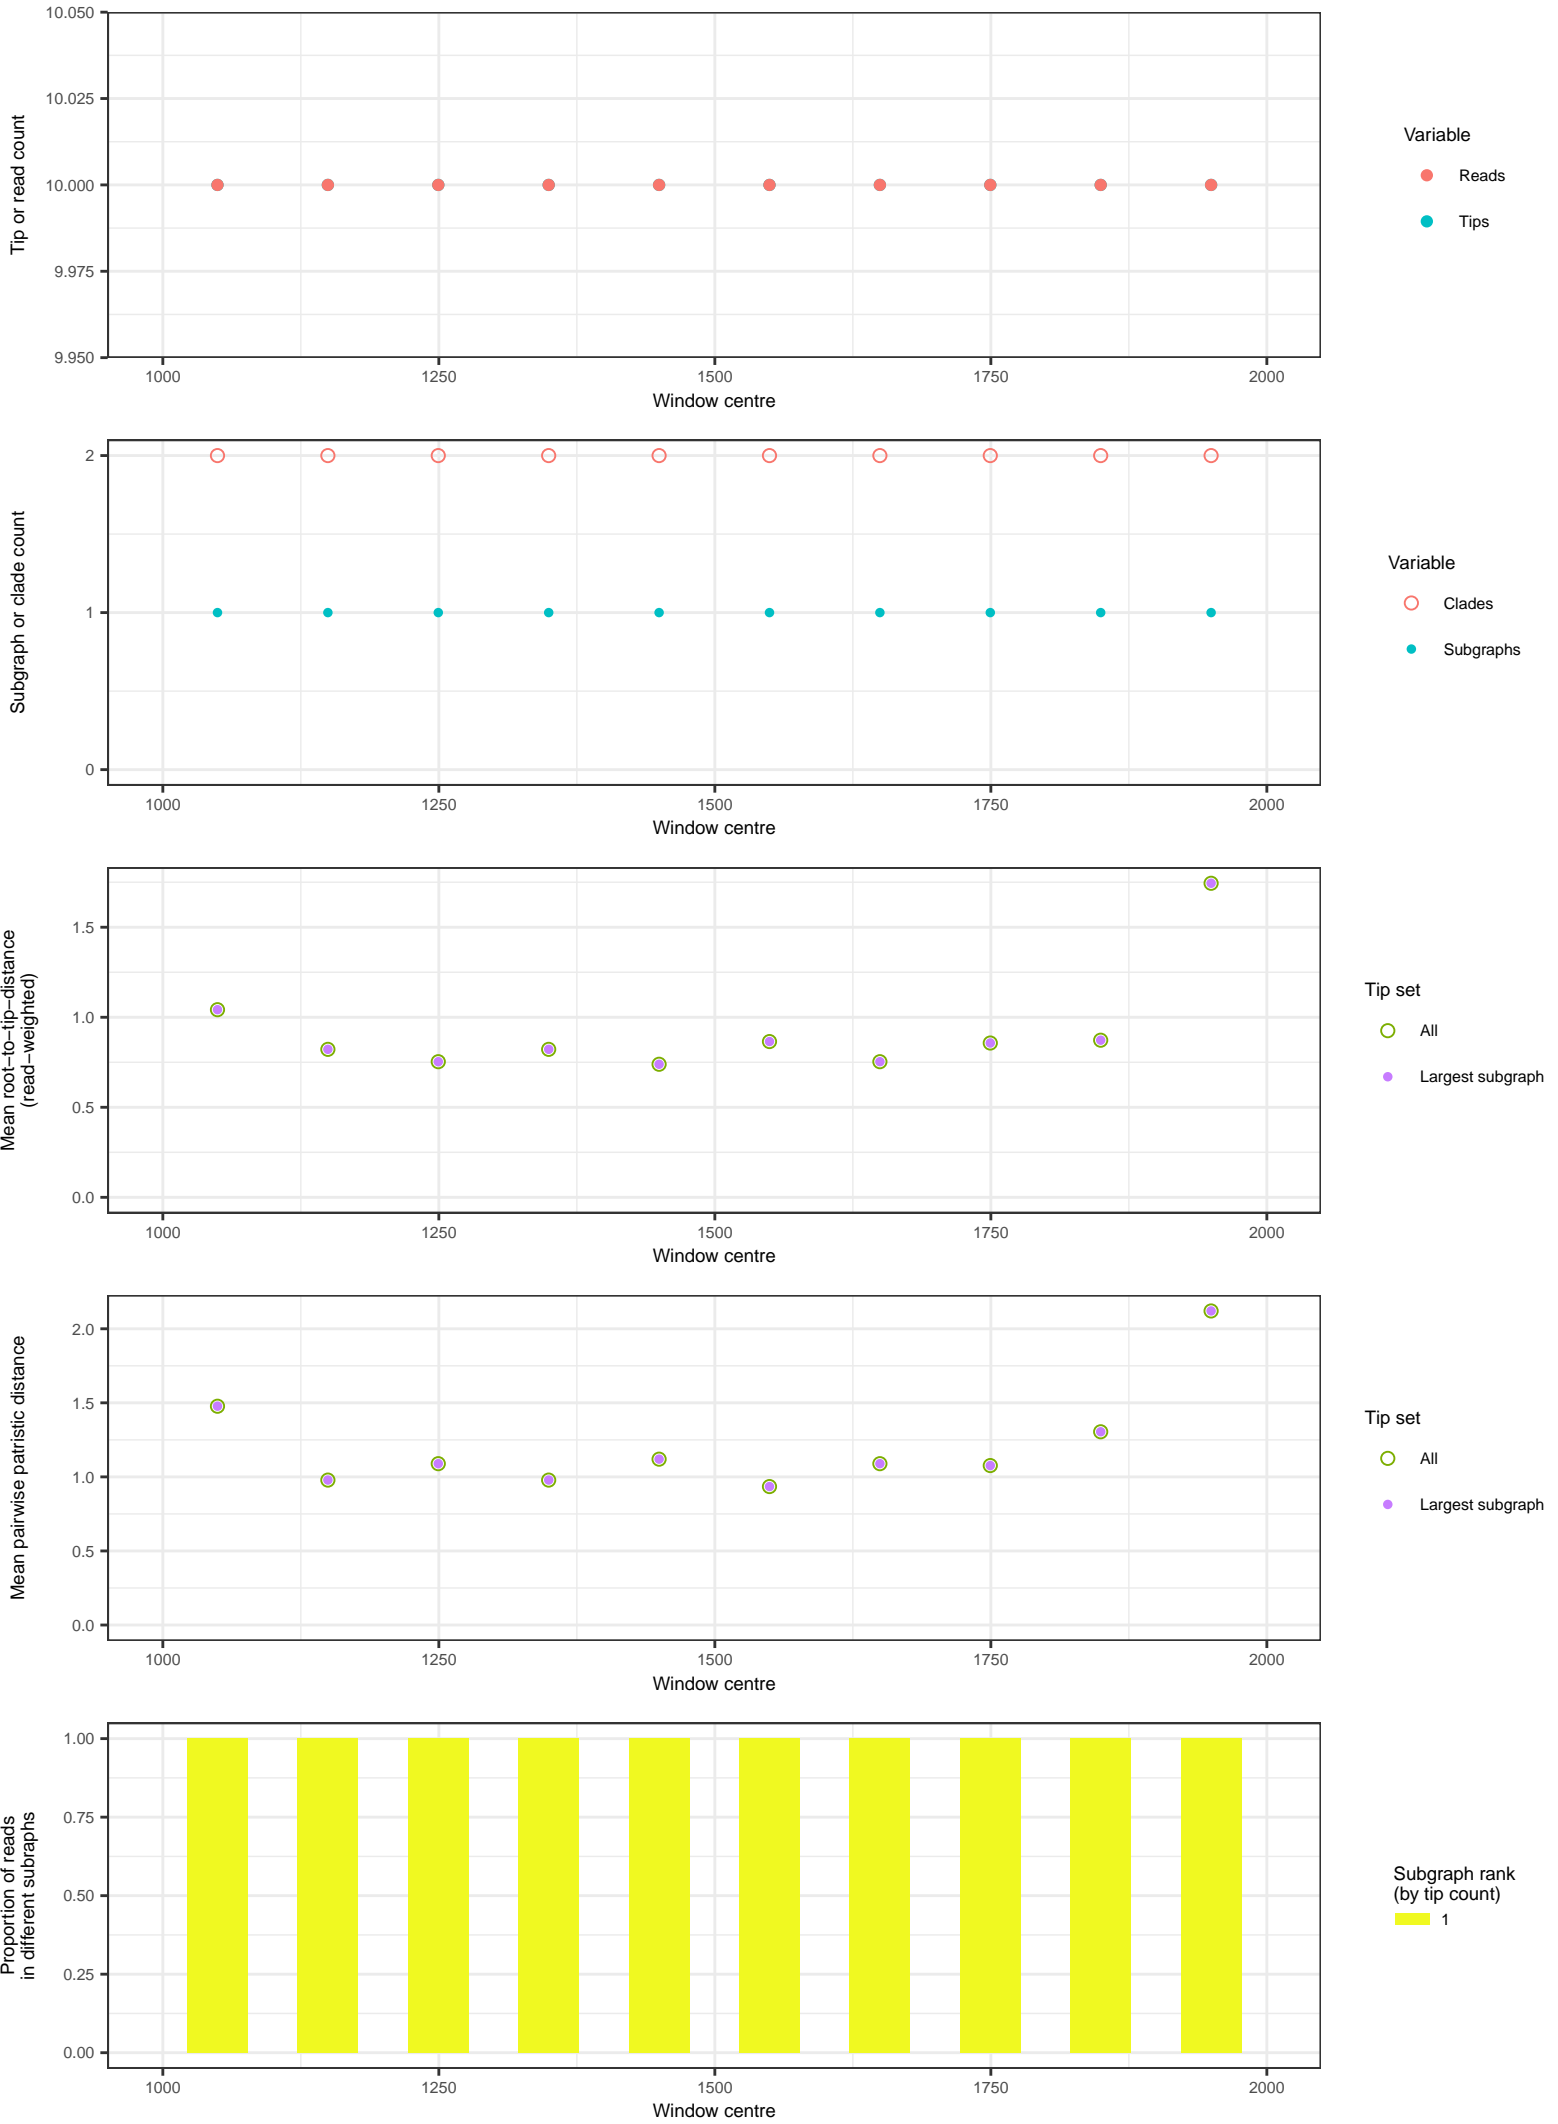 10.050
10.025
10.000
9.975
9.950
Tip or read count
1000 1250 1500 1750 2000
Window centre
Variable
Reads
Tips
2
1
0
Subgraph or clade count
1000 1250 1500 1750 2000
Window centre
Variable
Clades
Subgraphs
1.5
1.0
0.5
0.0
Mean root−to−tip−distance
(read−weighted)
1000 1250 1500 1750 2000
Window centre
Tip set
All
Largest subgraph
2.0
1.5
1.0
0.5
0.0
Mean pairwise patristic distance
1000 1250 1500 1750 2000
Window centre
Tip set
All
Largest subgraph
1.00
0.75
0.50
0.25
0.00
Proportion of reads
in different subraphs
1000 1250 1500 1750 2000
Window centre
Subgraph rank
(by tip count)
1